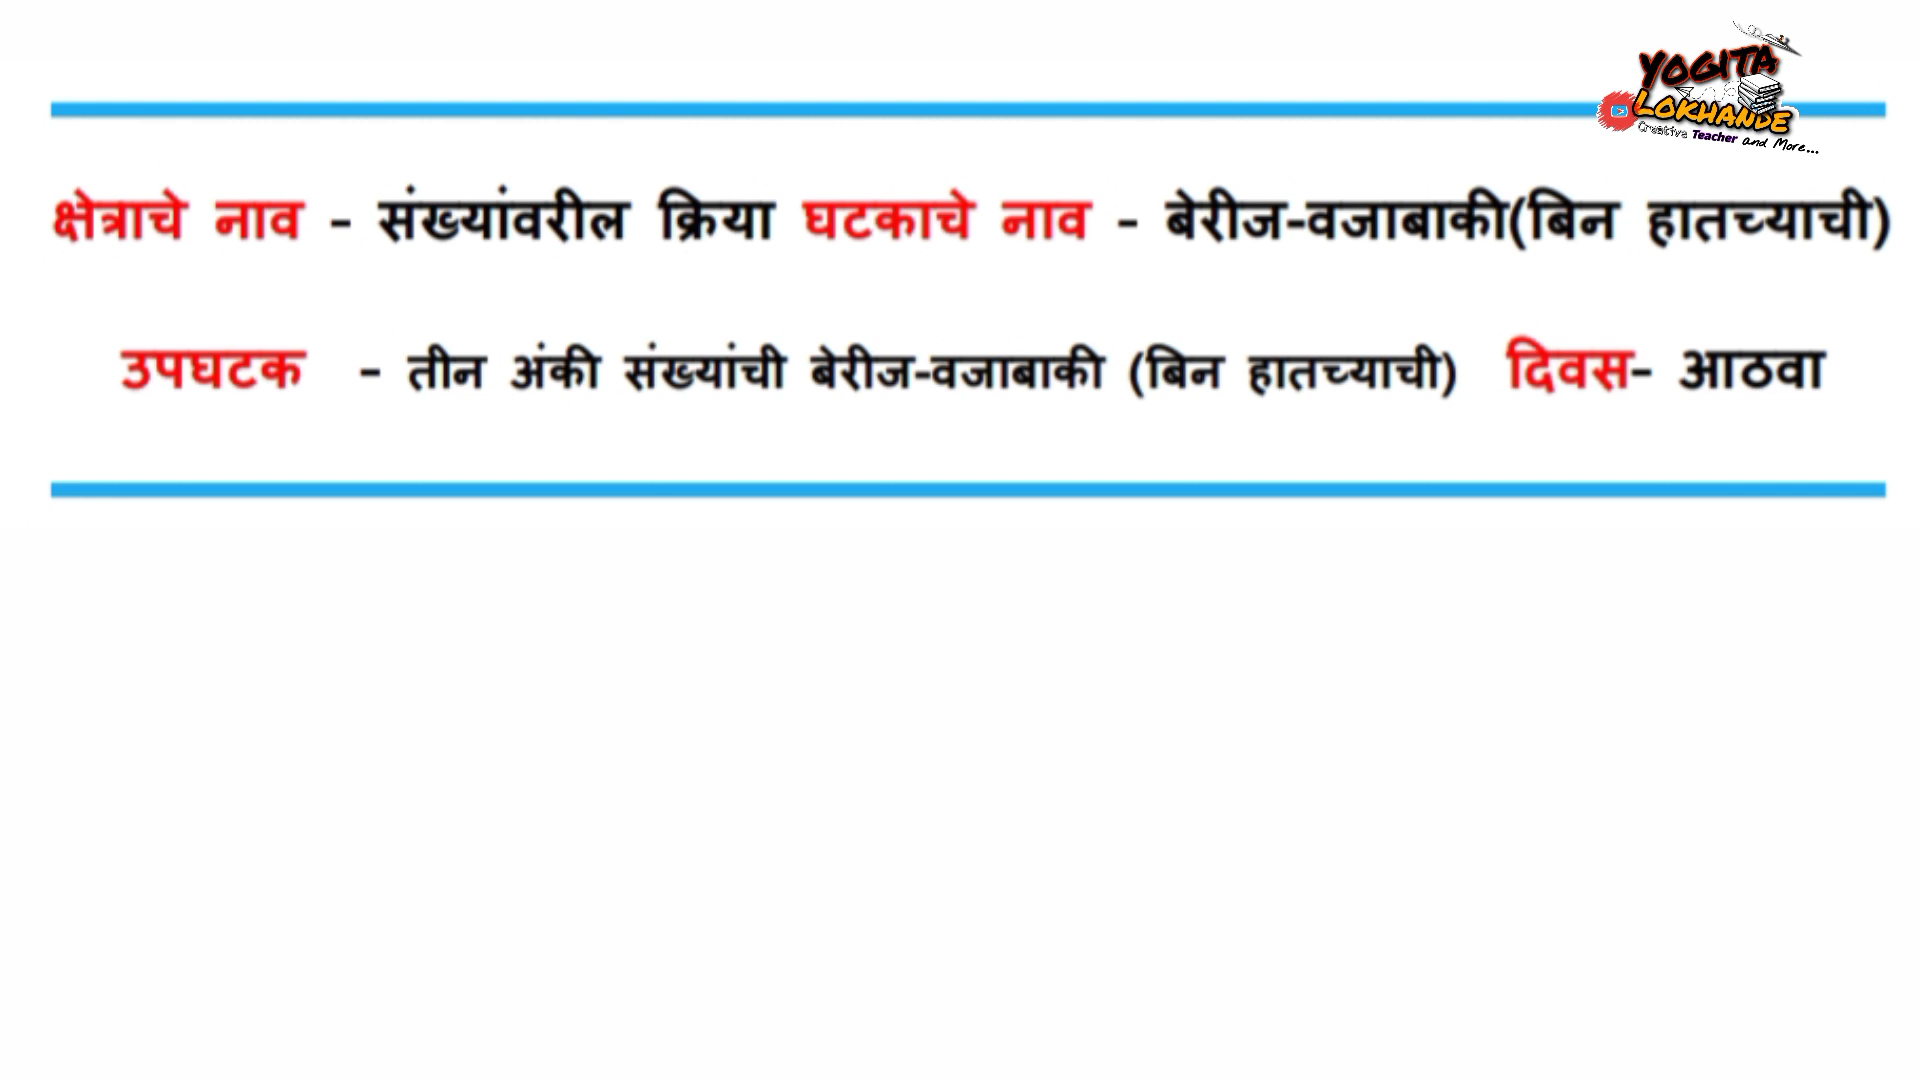 YOGITA
LOKHANDE
Creative Teacher and More...
क्षेत्राचे नाव - संख्यांवरील क्रिया घटकाचे नाव - बेरीज-वजाबाकी(बिन हातच्याची)
उपघटक - तीन अंकी संख्यांची बेरीज-वजाबाकी (बिन हातच्याची) दिवस- आठवा